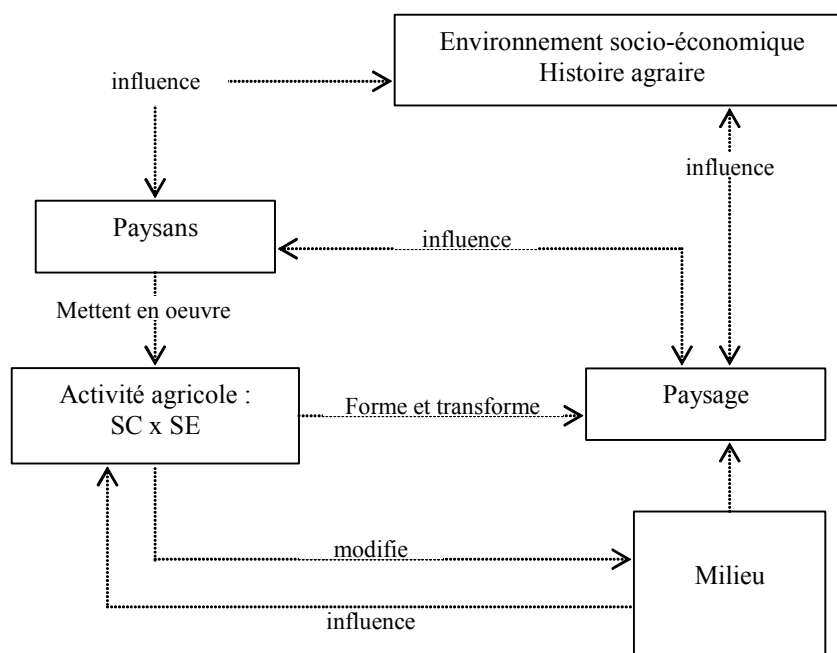 Environnement socio-économique
Histoire agraire
influence
influence
Paysans
influence
Mettent en oeuvre
Activité agricole :
SC x SE
Forme et transforme
Paysage
modifie
Milieu
influence